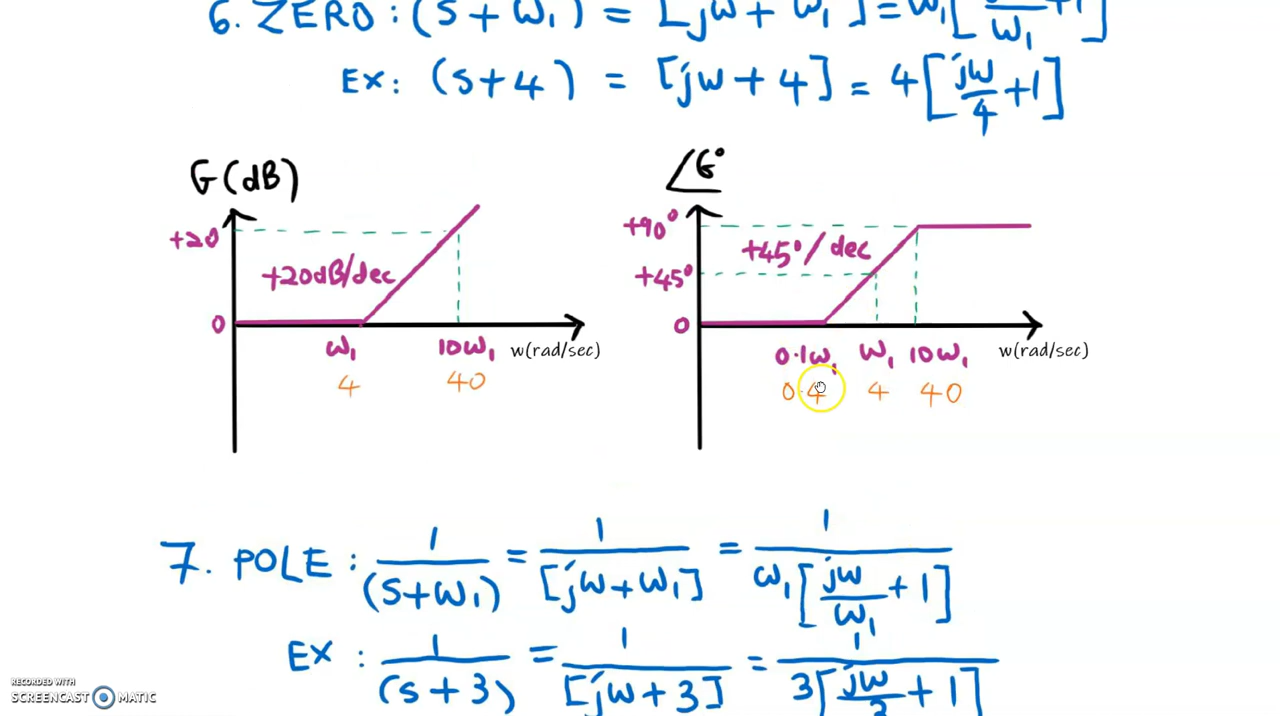 6. ZERO : (S + ω1) = [jω + ω1] = ω1[jω/ω1 + 1]
EX : (S + 4) = [jω + 4] = 4[jω/4 + 1]
G(dB)
+20
+20dB/dec
0
ω1 10ω1 w(rad/sec)
4 40
∠G°
+90°
+45°/dec
+45°
0
0.1ω1 ω1 10ω1 w(rad/sec)
0.4 4 40
7. POLE : 1/(S+ω1) = 1/[jω+ω1] = 1/ω1[jω/ω1 + 1]
EX : 1/(S+3) = 1/[jω+3] = 1/3[jω/3 + 1]
RECORDED WITH
SCREENCAST MATIC